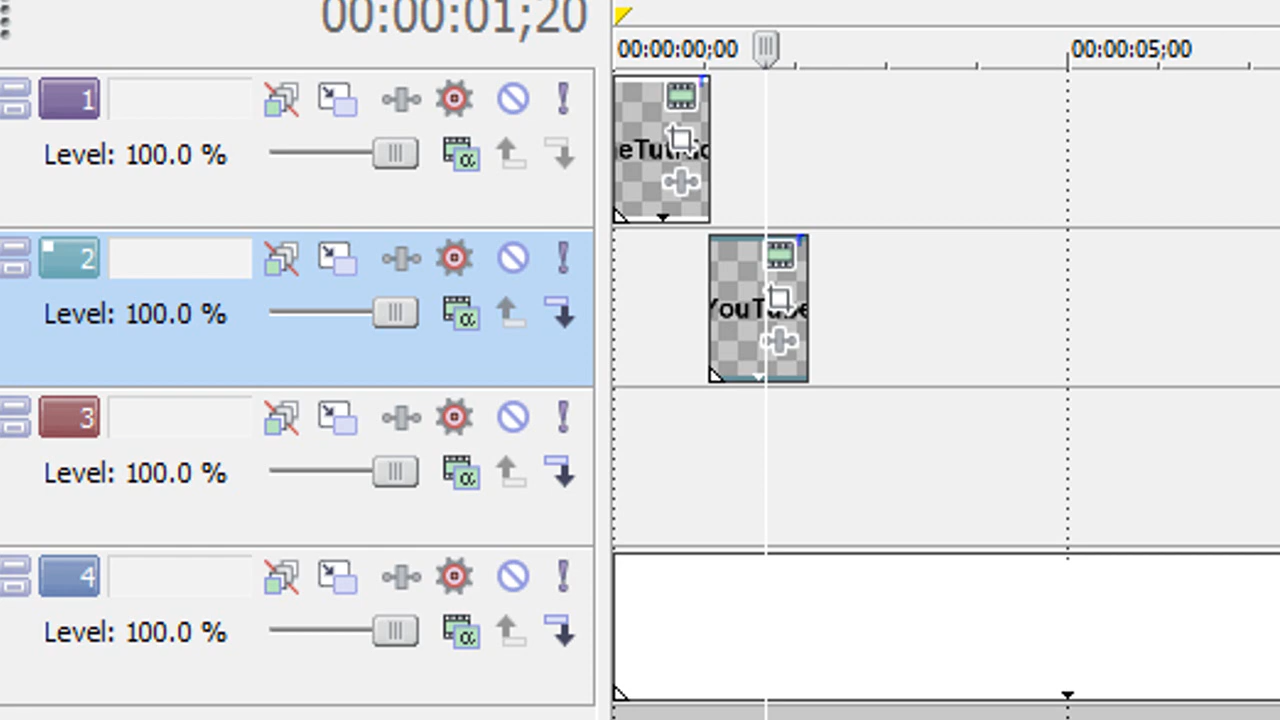 00:00:01;20
00:00:00;00
00:00:05;00
1
Level: 100.0 %
2
Level: 100.0 %
YouTube
3
Level: 100.0 %
4
Level: 100.0 %